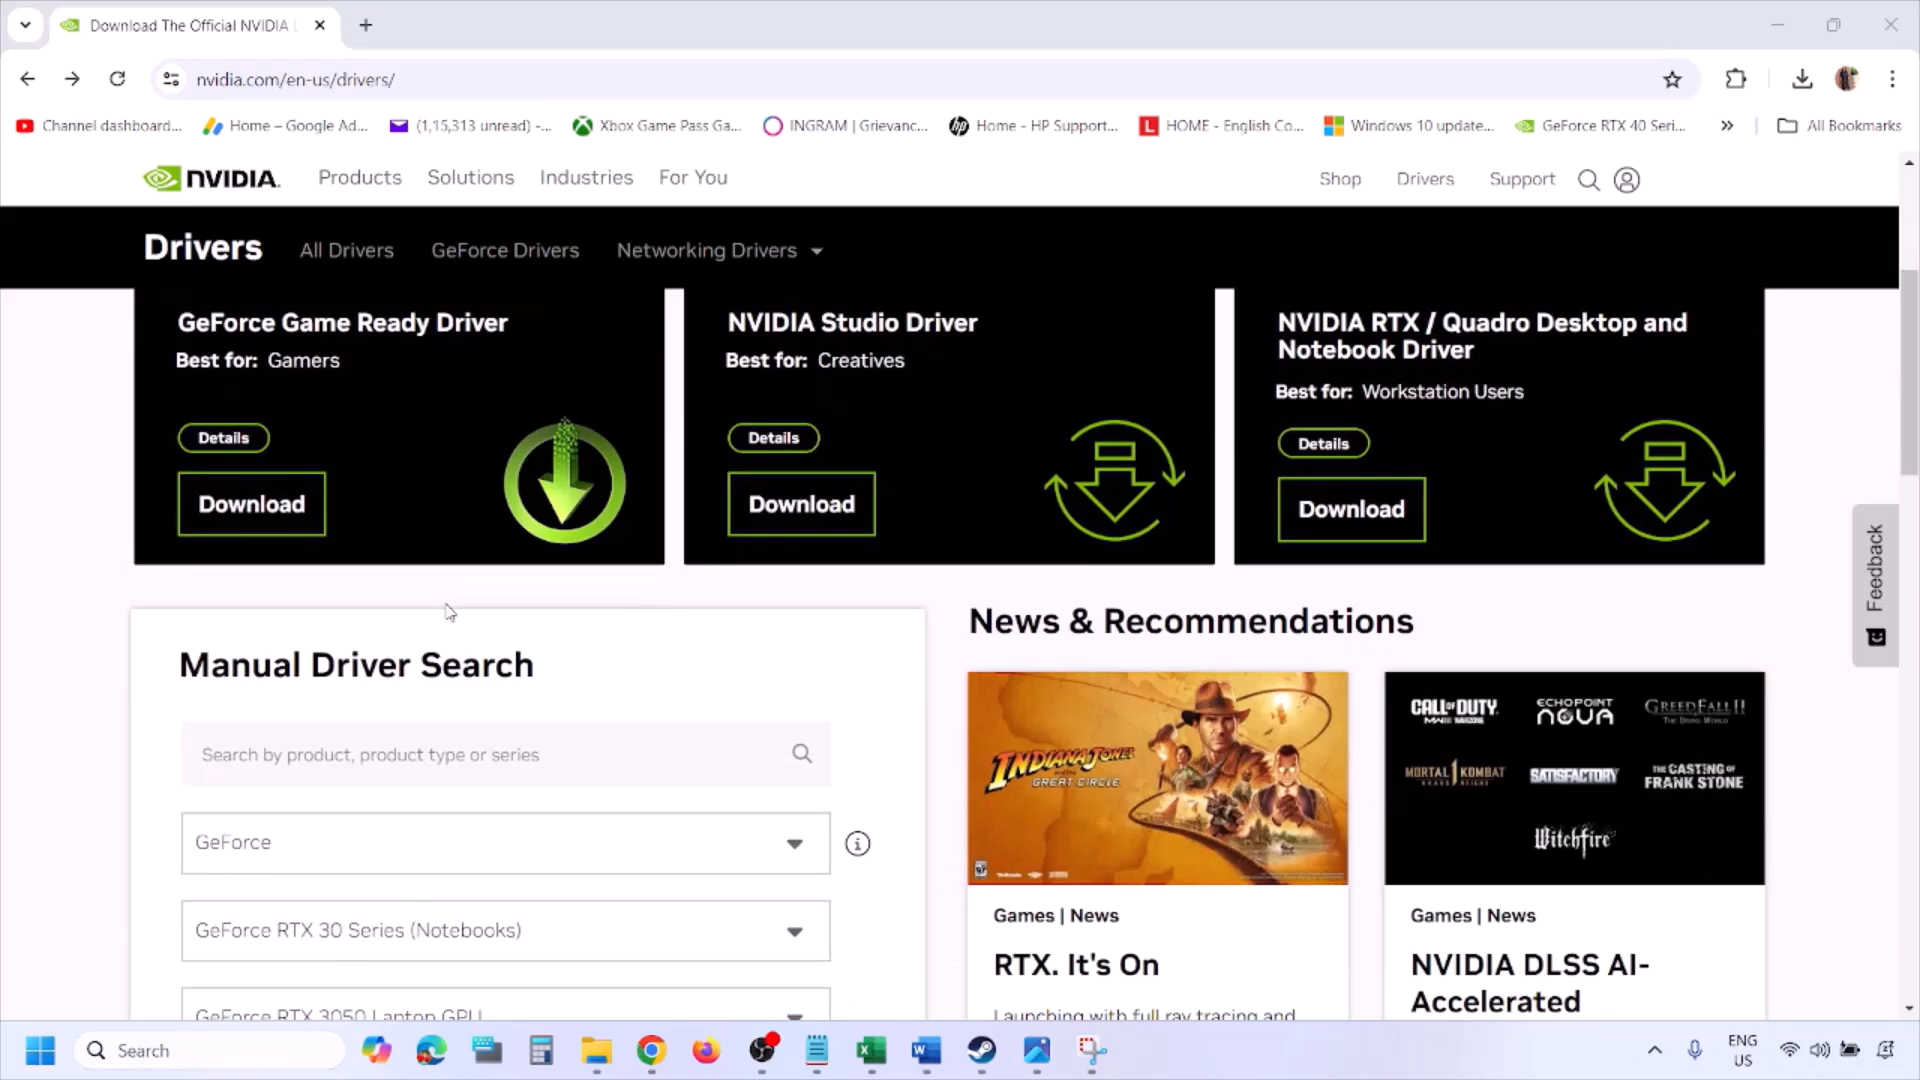 Download The Official NVIDIA
nvidia.com/en-us/drivers/
Channel dashboard...
Home – Google Ad...
(1,15,313 unread) -...
Xbox Game Pass Ga...
INGRAM | Grievanc...
Home - HP Support...
HOME - English Co...
Windows 10 update...
GeForce RTX 40 Seri...
All Bookmarks
NVIDIA.
Products
Solutions
Industries
For You
Shop
Drivers
Support
Drivers
All Drivers
GeForce Drivers
Networking Drivers
GeForce Game Ready Driver
Best for: Gamers
Details
Download
NVIDIA Studio Driver
Best for: Creatives
Details
Download
NVIDIA RTX / Quadro Desktop and
Notebook Driver
Best for: Workstation Users
Details
Download
Feedback
Manual Driver Search
Search by product, product type or series
GeForce
GeForce RTX 30 Series (Notebooks)
GeForce RTX 3050 Laptop GPU
News & Recommendations
INDIANA JONES
GREAT CIRCLE
Games | News
RTX. It's On
Launching with full ray tracing and
CALL OF DUTY
ECHOPOINT
NOVA
GREEDFALL II
THE DYING WORLD
MORTAL KOMBAT 1
SATISFACTORY
THE CASTING OF
FRANK STONE
Witchfire
Games | News
NVIDIA DLSS AI-
Accelerated
Search
ENG
US